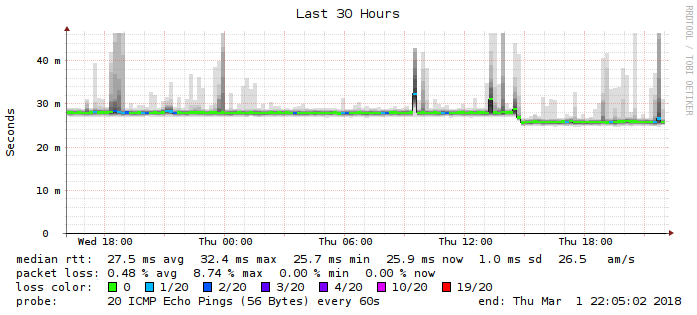 Last 30 Hours
RRDTOOL / TOBI OETIKER
Seconds
40 m
30 m
20 m
10 m
0
Wed 18:00 Thu 00:00 Thu 06:00 Thu 12:00 Thu 18:00
median rtt: 27.5 ms avg 32.4 ms max 25.7 ms min 25.9 ms now 1.0 ms sd 26.5 am/s
packet loss: 0.48 % avg 8.74 % max 0.00 % min 0.00 % now
loss color: 0 1/20 2/20 3/20 4/20 10/20 19/20
probe: 20 ICMP Echo Pings (56 Bytes) every 60s end: Thu Mar 1 22:05:02 2018